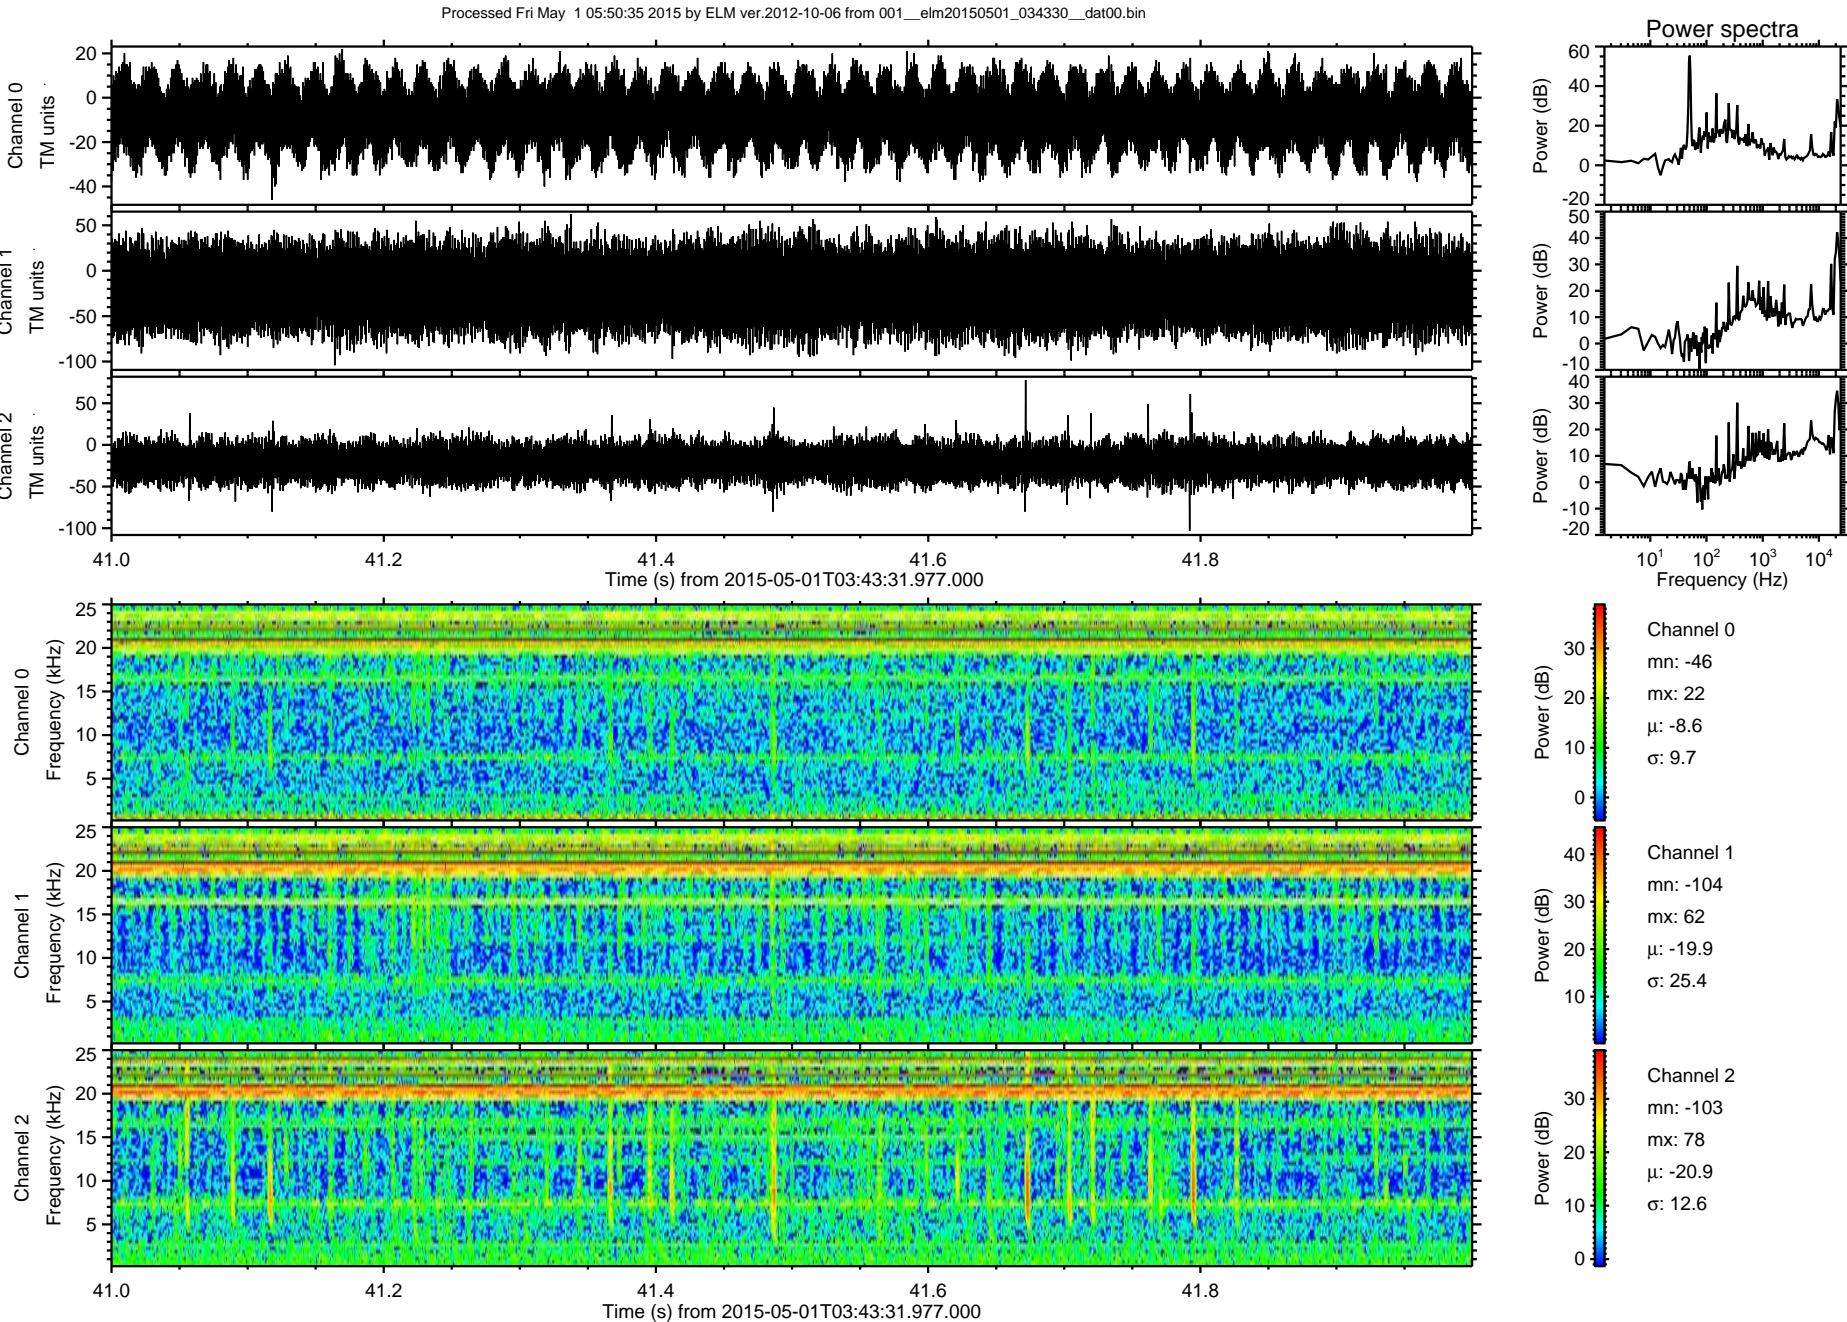 Processed Fri May 1 05:50:35 2015 by ELM ver.2012-10-06 from 001__elm20150501_034330__dat00.bin
Power spectra
Channel 0
TM units
20
0
-20
-40
Power (dB)
60
40
20
0
-20
Channel 1
TM units
50
0
-50
-100
Power (dB)
50
40
30
20
10
0
-10
Channel 2
TM units
50
0
-50
-100
Power (dB)
40
30
20
10
0
-10
-20
41.0 41.2 41.4 41.6 41.8
Time (s) from 2015-05-01T03:43:31.977.000
10^1 10^2 10^3 10^4
Frequency (Hz)
Channel 0
Frequency (kHz)
25
20
15
10
5
Power (dB)
30
20
10
0
Channel 0
mn: -46
mx: 22
μ: -8.6
σ: 9.7
Channel 1
Frequency (kHz)
25
20
15
10
5
Power (dB)
40
30
20
10
Channel 1
mn: -104
mx: 62
μ: -19.9
σ: 25.4
Channel 2
Frequency (kHz)
25
20
15
10
5
Power (dB)
30
20
10
0
Channel 2
mn: -103
mx: 78
μ: -20.9
σ: 12.6
41.0 41.2 41.4 41.6 41.8
Time (s) from 2015-05-01T03:43:31.977.000